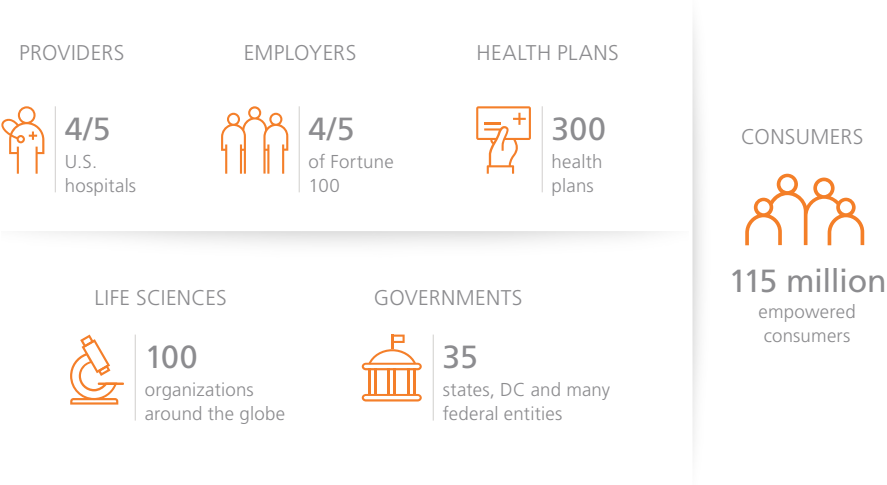 PROVIDERS
4/5
U.S.
hospitals
EMPLOYERS
4/5
of Fortune
100
HEALTH PLANS
300
health
plans
LIFE SCIENCES
100
organizations
around the globe
GOVERNMENTS
35
states, DC and many
federal entities
CONSUMERS
115 million
empowered
consumers